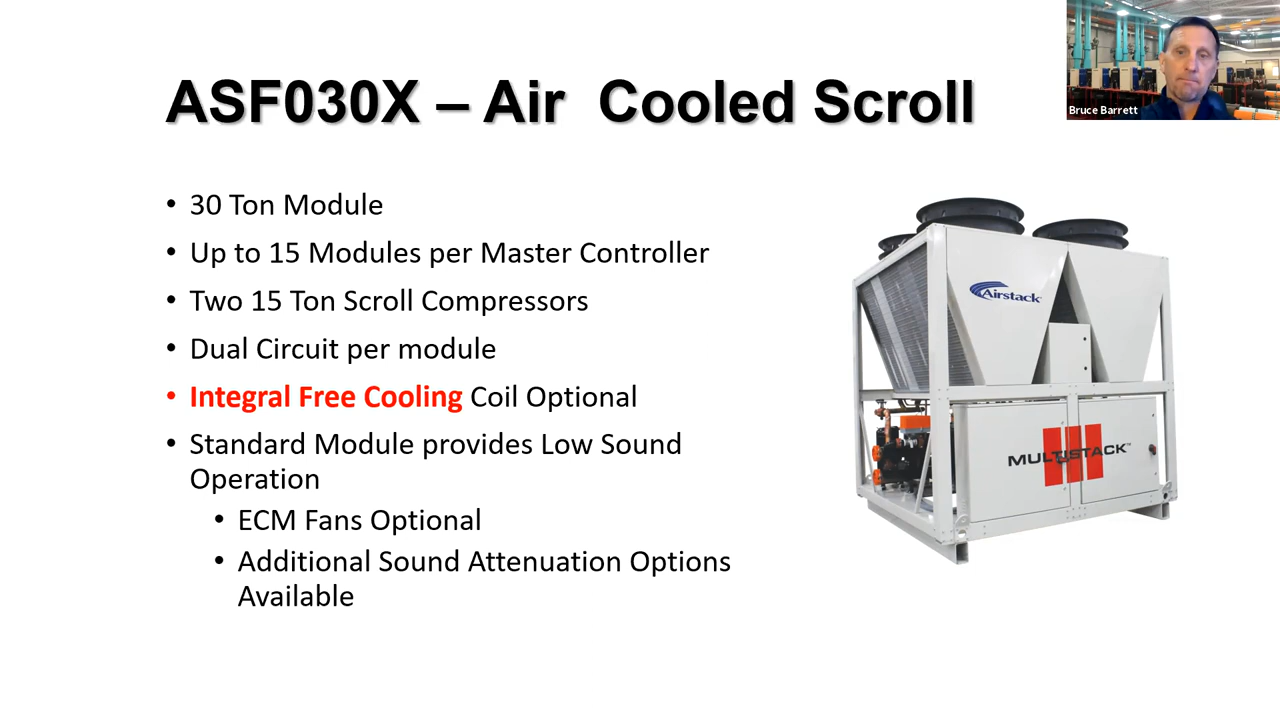 ASF030X – Air Cooled Scroll
Bruce Barrett
• 30 Ton Module
• Up to 15 Modules per Master Controller
• Two 15 Ton Scroll Compressors
• Dual Circuit per module
• Integral Free Cooling Coil Optional
• Standard Module provides Low Sound
Operation
• ECM Fans Optional
• Additional Sound Attenuation Options
Available
Airstack
MULTISTACK™